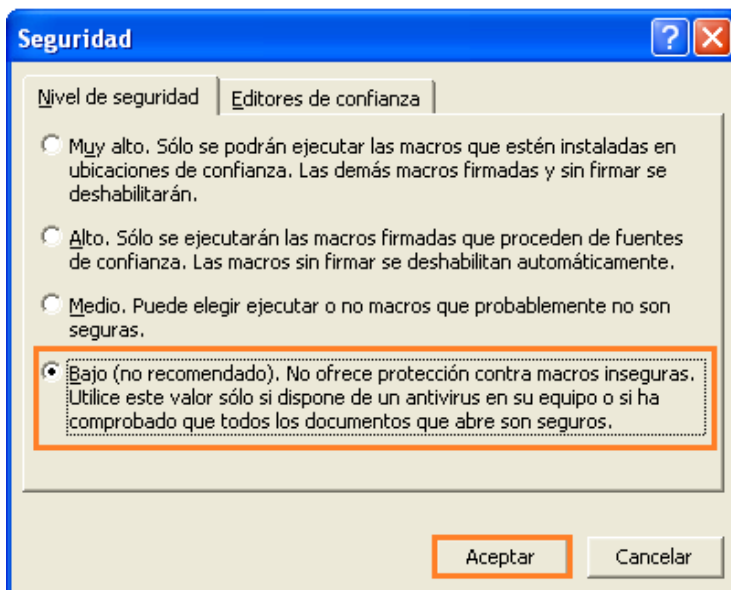 Seguridad
Nivel de seguridad
Editores de confianza
Muy alto. Sólo se podrán ejecutar las macros que estén instaladas en
ubicaciones de confianza. Las demás macros firmadas y sin firmar se
deshabilitarán.
Alto. Sólo se ejecutarán las macros firmadas que proceden de fuentes
de confianza. Las macros sin firmar se deshabilitan automáticamente.
Medio. Puede elegir ejecutar o no macros que probablemente no son
seguras.
Bajo (no recomendado). No ofrece protección contra macros inseguras.
Utilice este valor sólo si dispone de un antivirus en su equipo o si ha
comprobado que todos los documentos que abre son seguros.
Aceptar
Cancelar